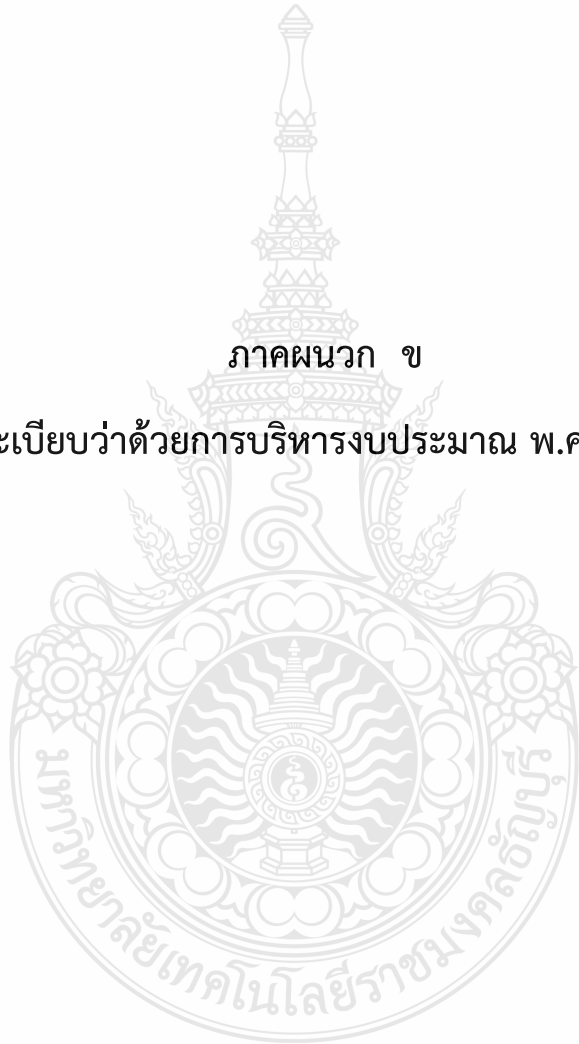 ภาคผนวก ข
ะเบียบว่าด้วยการบริหารงบประมาณ พ.ศ
มหาวิทยาลัยเทคโนโลยีราชมงคลธัญบุรี